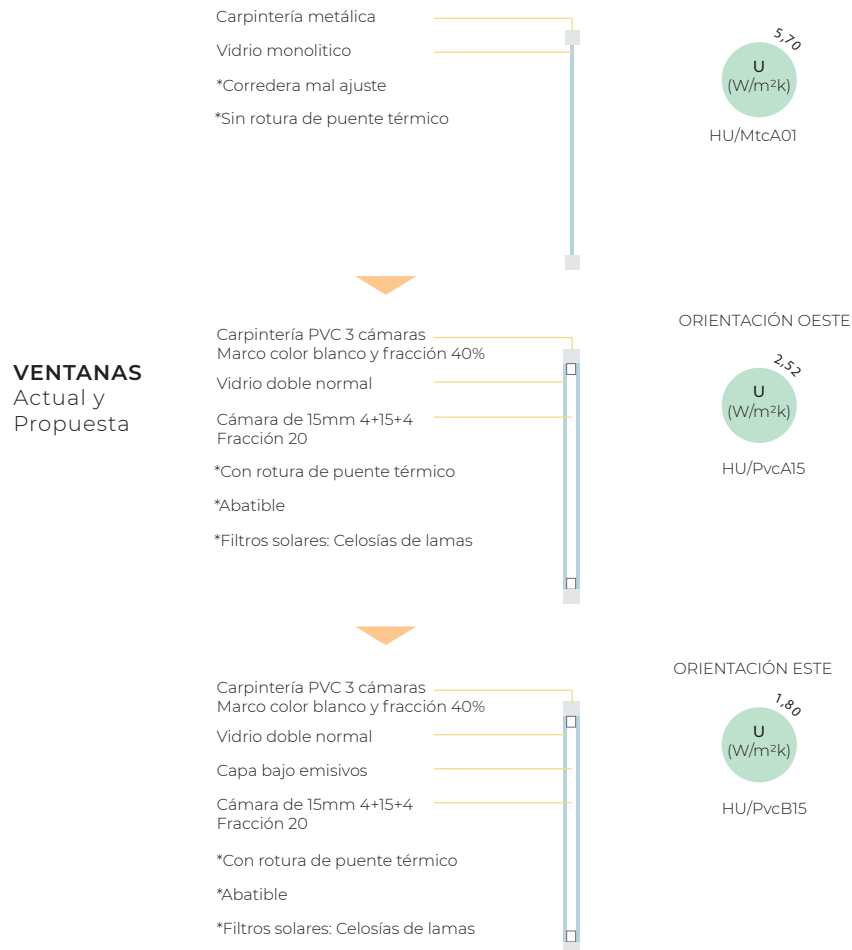 Carpintería metálica
Vidrio monolitico
*Corredera mal ajuste
*Sin rotura de puente térmico
5,70
U
(W/m²k)
HU/MtcA01
VENTANAS
Actual y
Propuesta
Carpintería PVC 3 cámaras
Marco color blanco y fracción 40%
Vidrio doble normal
Cámara de 15mm 4+15+4
Fracción 20
*Con rotura de puente térmico
*Abatible
*Filtros solares: Celosías de lamas
ORIENTACIÓN OESTE
2,52
U
(W/m²k)
HU/PvcA15
Carpintería PVC 3 cámaras
Marco color blanco y fracción 40%
Vidrio doble normal
Capa bajo emisivos
Cámara de 15mm 4+15+4
Fracción 20
*Con rotura de puente térmico
*Abatible
*Filtros solares: Celosías de lamas
ORIENTACIÓN ESTE
1,80
U
(W/m²k)
HU/PvcB15